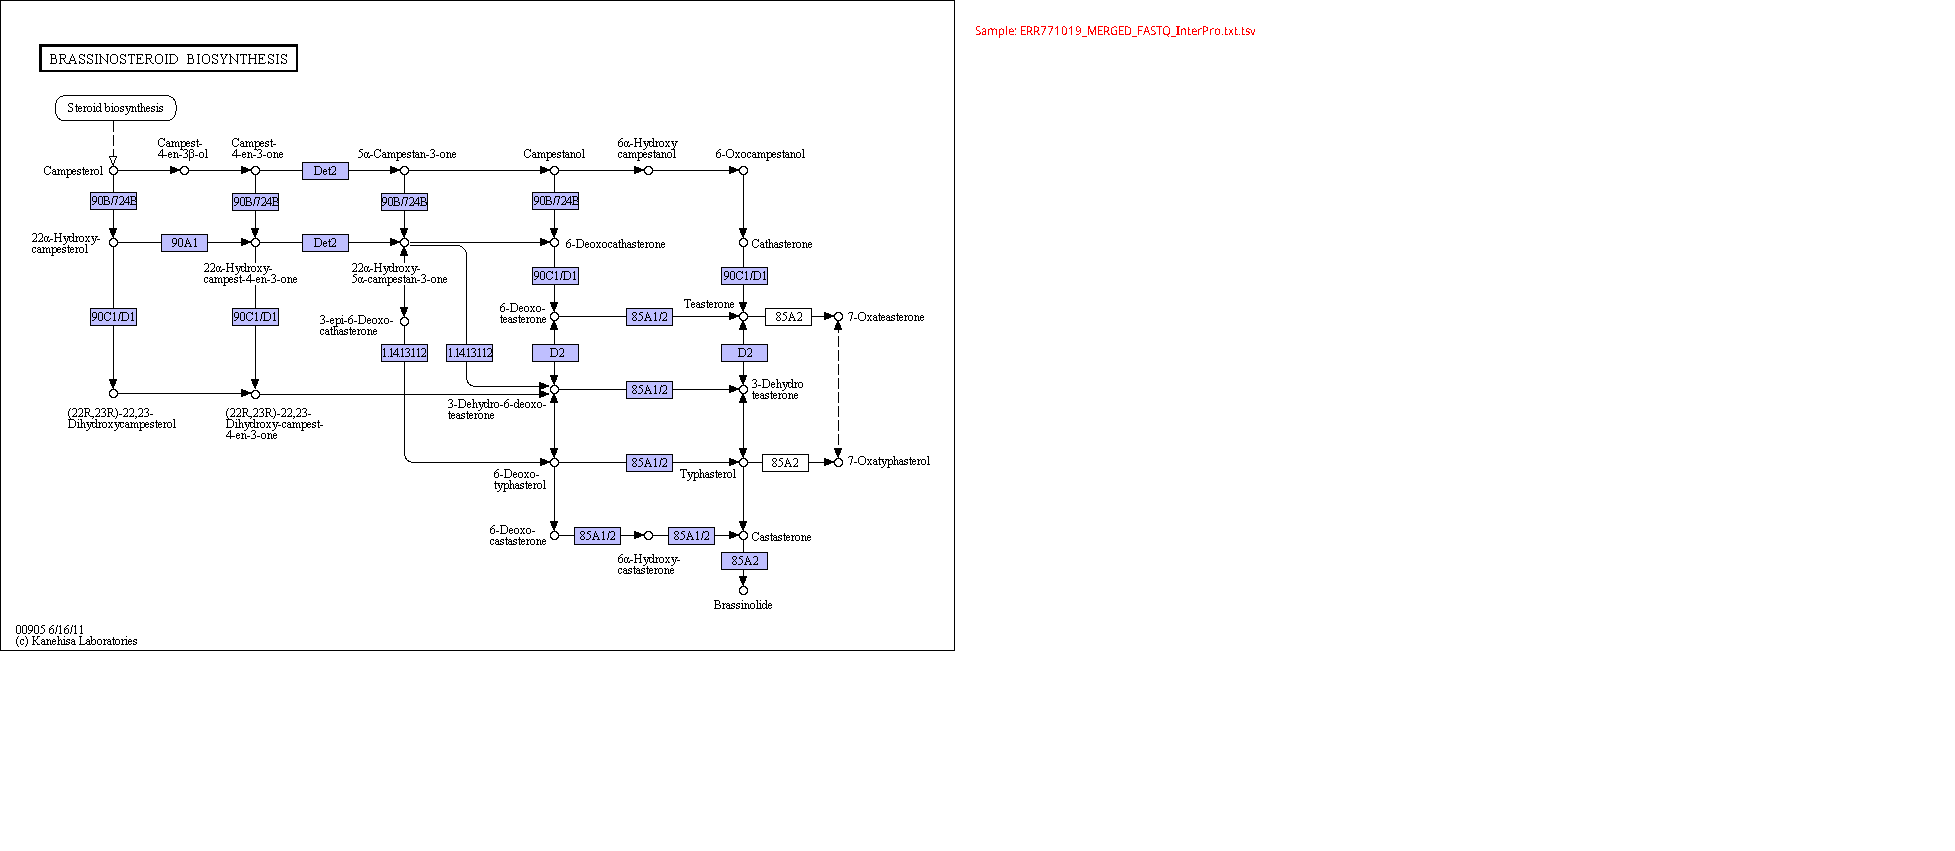 Sample: ERR771019_MERGED_FASTQ_InterPro.txt.tsv
BRASSINOSTEROID BIOSYNTHESIS
Steroid biosynthesis
Campest-
4-en-3β-ol
Campest-
4-en-3-one
5α-Campestan-3-one
Campestanol
6α-Hydroxy
campestanol
6-Oxocampestanol
Campesterol
Det2
90B/724B
90B/724B
90B/724B
90B/724B
22α-Hydroxy-
campesterol
90A1
Det2
6-Deoxocathasterone
Cathasterone
22α-Hydroxy-
campest-4-en-3-one
22α-Hydroxy-
5α-campestan-3-one
90C1/D1
90C1/D1
90C1/D1
90C1/D1
3-epi-6-Deoxo-
cathasterone
6-Deoxo-
teasterone
85A1/2
Teasterone
85A2
7-Oxateasterone
1.14.13.112
1.14.13.112
D2
D2
85A1/2
3-Dehydro
teasterone
3-Dehydro-6-deoxo-
teasterone
(22R,23R)-22,23-
Dihydroxycampesterol
(22R,23R)-22,23-
Dihydroxy-campest-
4-en-3-one
85A1/2
85A2
7-Oxatyphasterol
6-Deoxo-
typhasterol
Typhasterol
6-Deoxo-
castasterone
85A1/2
85A1/2
Castasterone
6α-Hydroxy-
castasterone
85A2
Brassinolide
00905 6/16/11
(c) Kanehisa Laboratories